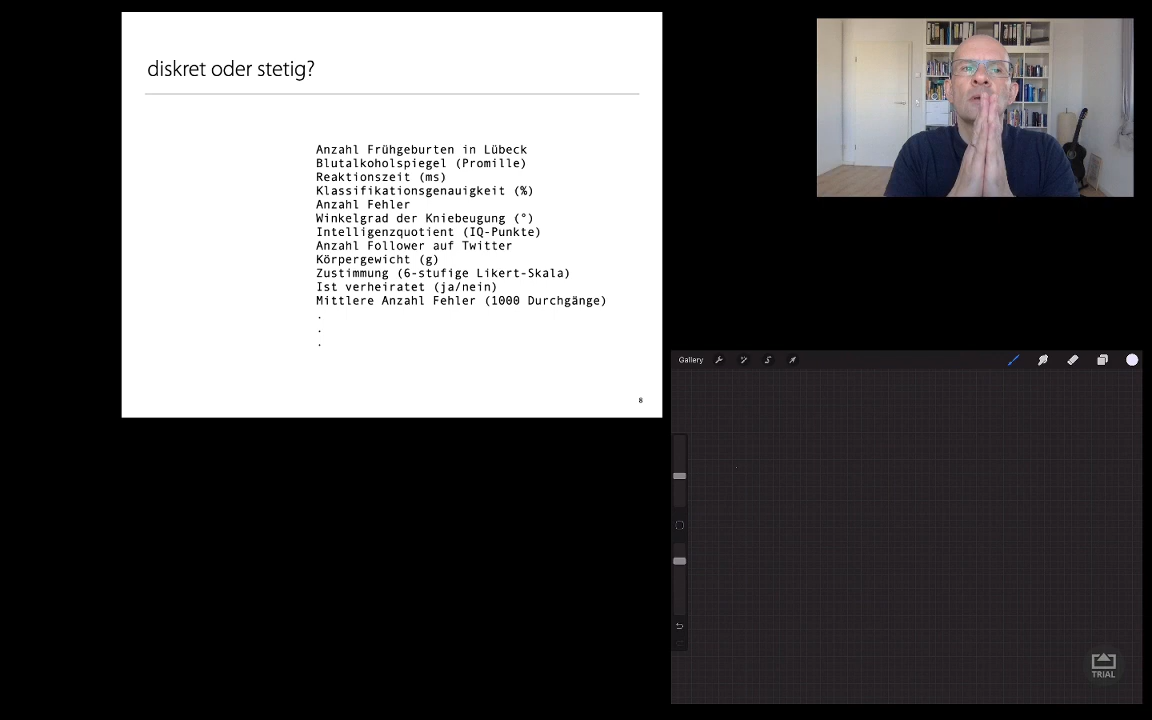 diskret oder stetig?
Anzahl Frühgeburten in Lübeck
Blutalkoholspiegel (Promille)
Reaktionszeit (ms)
Klassifikationsgenauigkeit (%)
Anzahl Fehler
Winkelgrad der Kniebeugung (°)
Intelligenzquotient (IQ-Punkte)
Anzahl Follower auf Twitter
Körpergewicht (g)
Zustimmung (6-stufige Likert-Skala)
Ist verheiratet (ja/nein)
Mittlere Anzahl Fehler (1000 Durchgänge)
.
.
.
8
Gallery
TRIAL